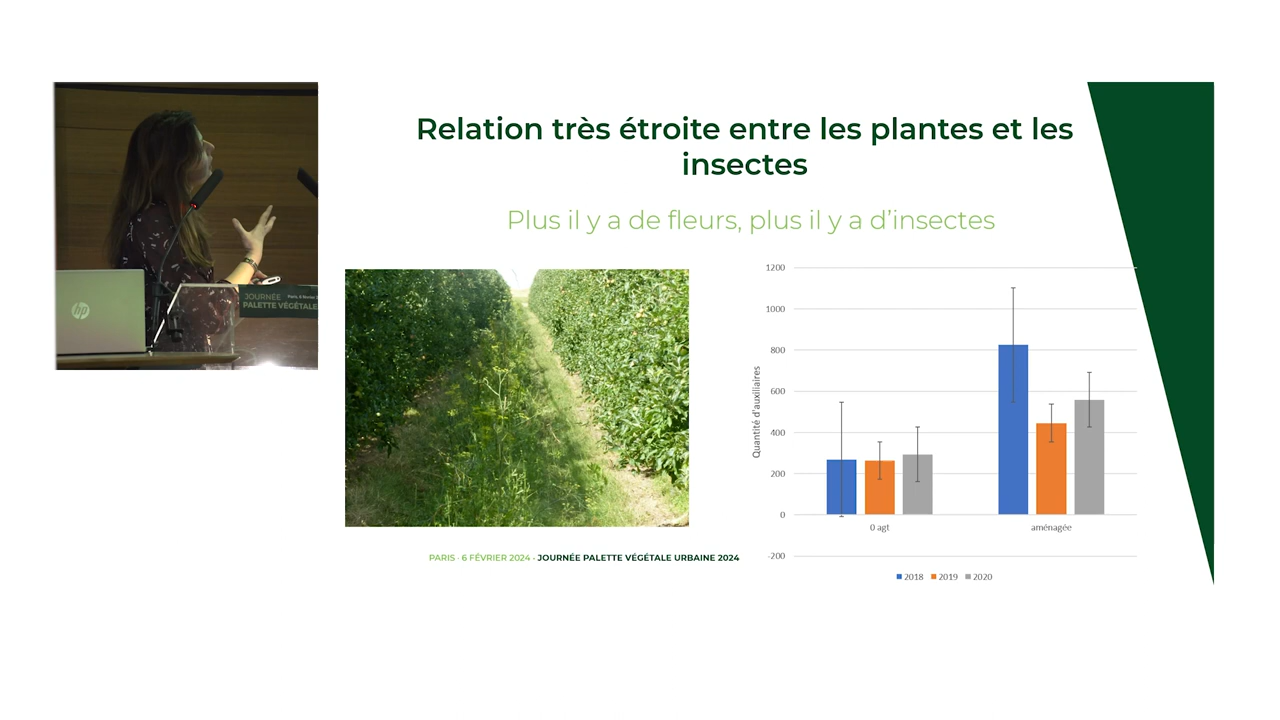 Relation très étroite entre les plantes et les
insectes
Plus il y a de fleurs, plus il y a d’insectes
hp
JOURNÉE
PALETTE VÉGÉTALE
1200
1000
800
600
400
200
0
-200
Quantité d'auxiliaires
0 agt
aménagée
2018
2019
2020
PARIS - 6 FÉVRIER 2024 - JOURNÉE PALETTE VÉGÉTALE URBAINE 2024